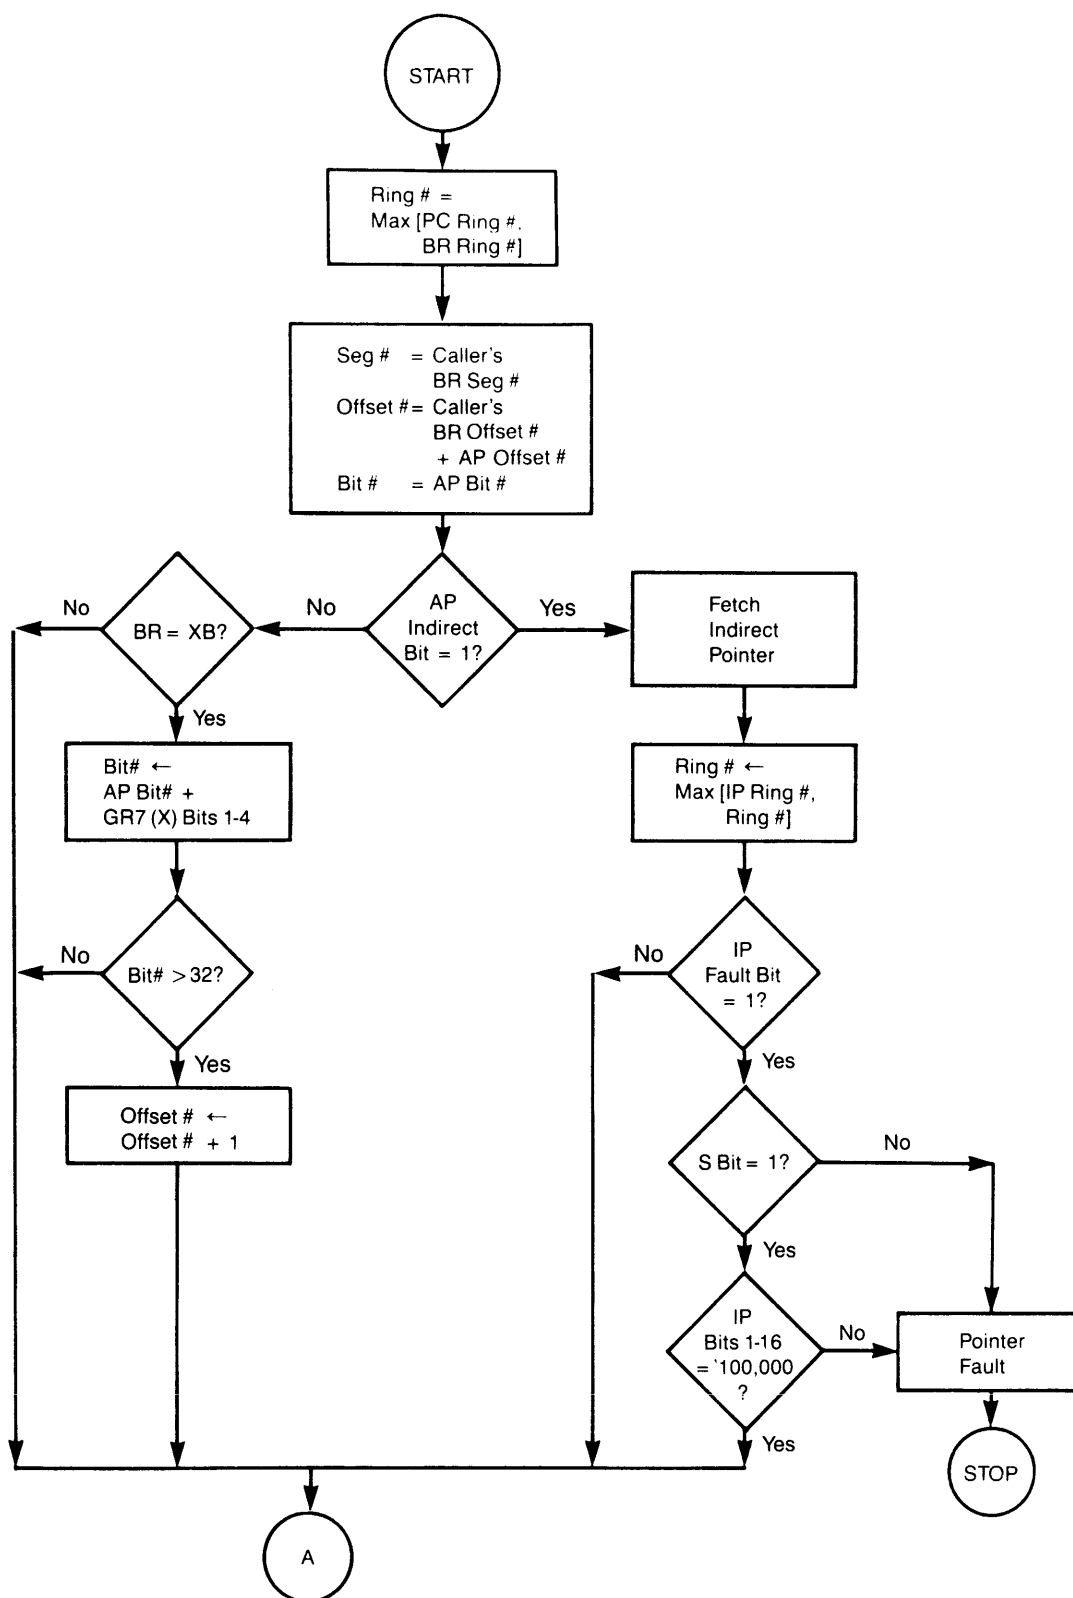 START
Ring # =
Max [PC Ring #,
BR Ring #]
Seg # = Caller's
BR Seg #
Offset # = Caller's
BR Offset #
+ AP Offset #
Bit # = AP Bit #
AP
Indirect
Bit = 1?
No
Yes
BR = XB?
No
Yes
Fetch
Indirect
Pointer
Bit# ←
AP Bit# +
GR7 (X) Bits 1-4
Ring # ←
Max [IP Ring #,
Ring #]
Bit# >32?
No
Yes
IP
Fault Bit
= 1?
No
Yes
Offset # ←
Offset # + 1
S Bit = 1?
No
Yes
IP
Bits 1-16
= '100,000
?
No
Yes
Pointer
Fault
STOP
A